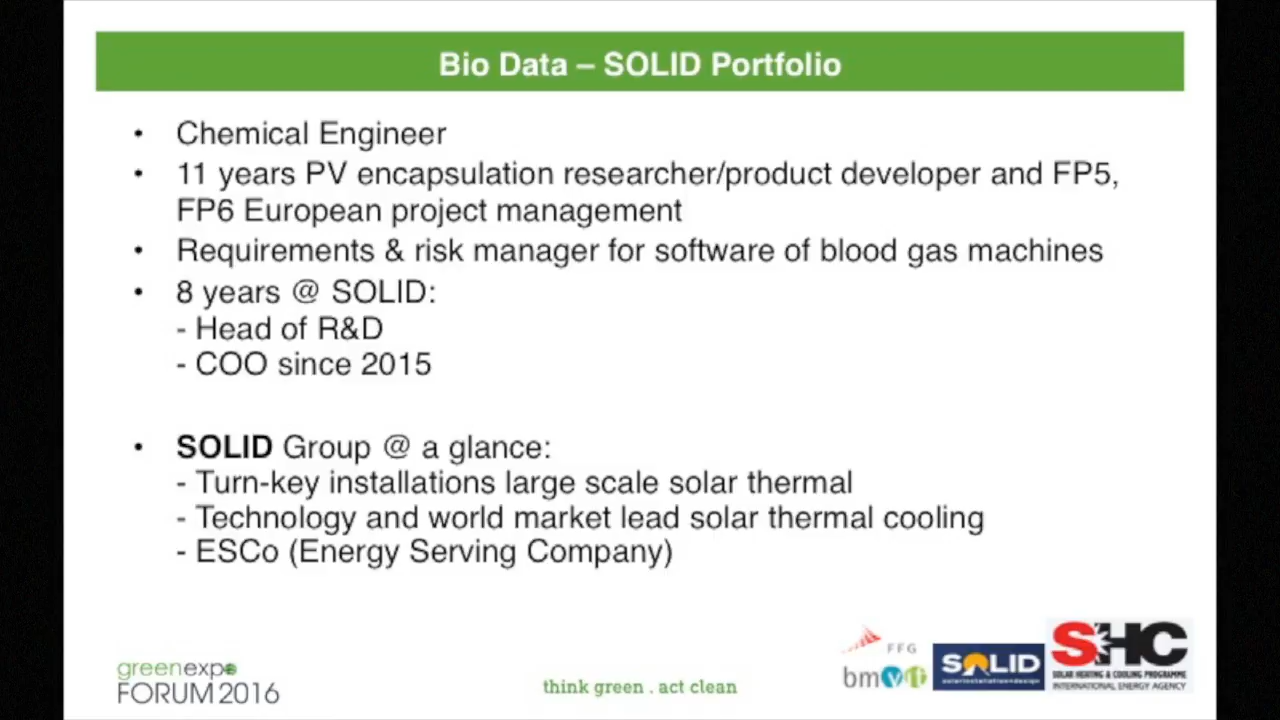 Bio Data – SOLID Portfolio
• Chemical Engineer
• 11 years PV encapsulation researcher/product developer and FP5,
FP6 European project management
• Requirements & risk manager for software of blood gas machines
• 8 years @ SOLID:
- Head of R&D
- COO since 2015
• SOLID Group @ a glance:
- Turn-key installations large scale solar thermal
- Technology and world market lead solar thermal cooling
- ESCo (Energy Serving Company)
greenexpo
FORUM 2016
think green . act clean
FFG
bmvit
SOLID
solarinstallation+design
SHC
SOLAR HEATING & COOLING PROGRAMME
INTERNATIONAL ENERGY AGENCY